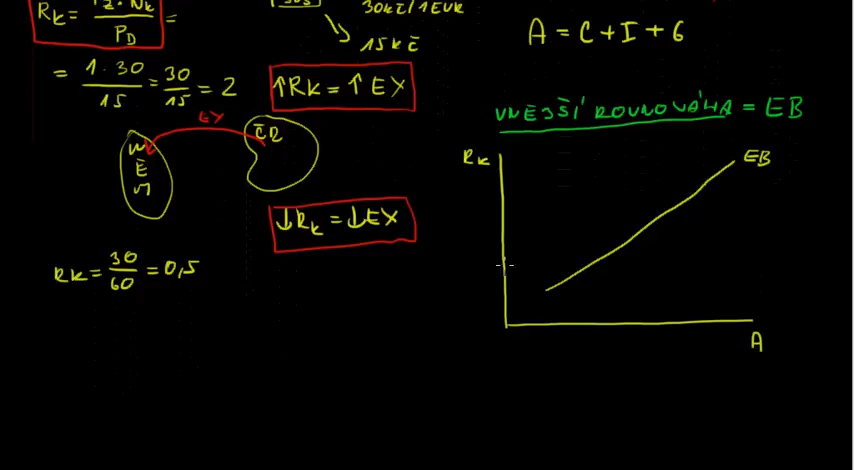 Rk = Pz · Nk / PD =
30Kč/1EUR
15Kč
= 1·30 / 15 = 30 / 15 = 2
↑Rk = ↑EX
EX
ČR
NĚM
↓Rk = ↓EX
Rk = 30 / 60 = 0,5
A = C + I + G
VNĚJŠÍ ROVNOVÁHA = EB
Rk
EB
A